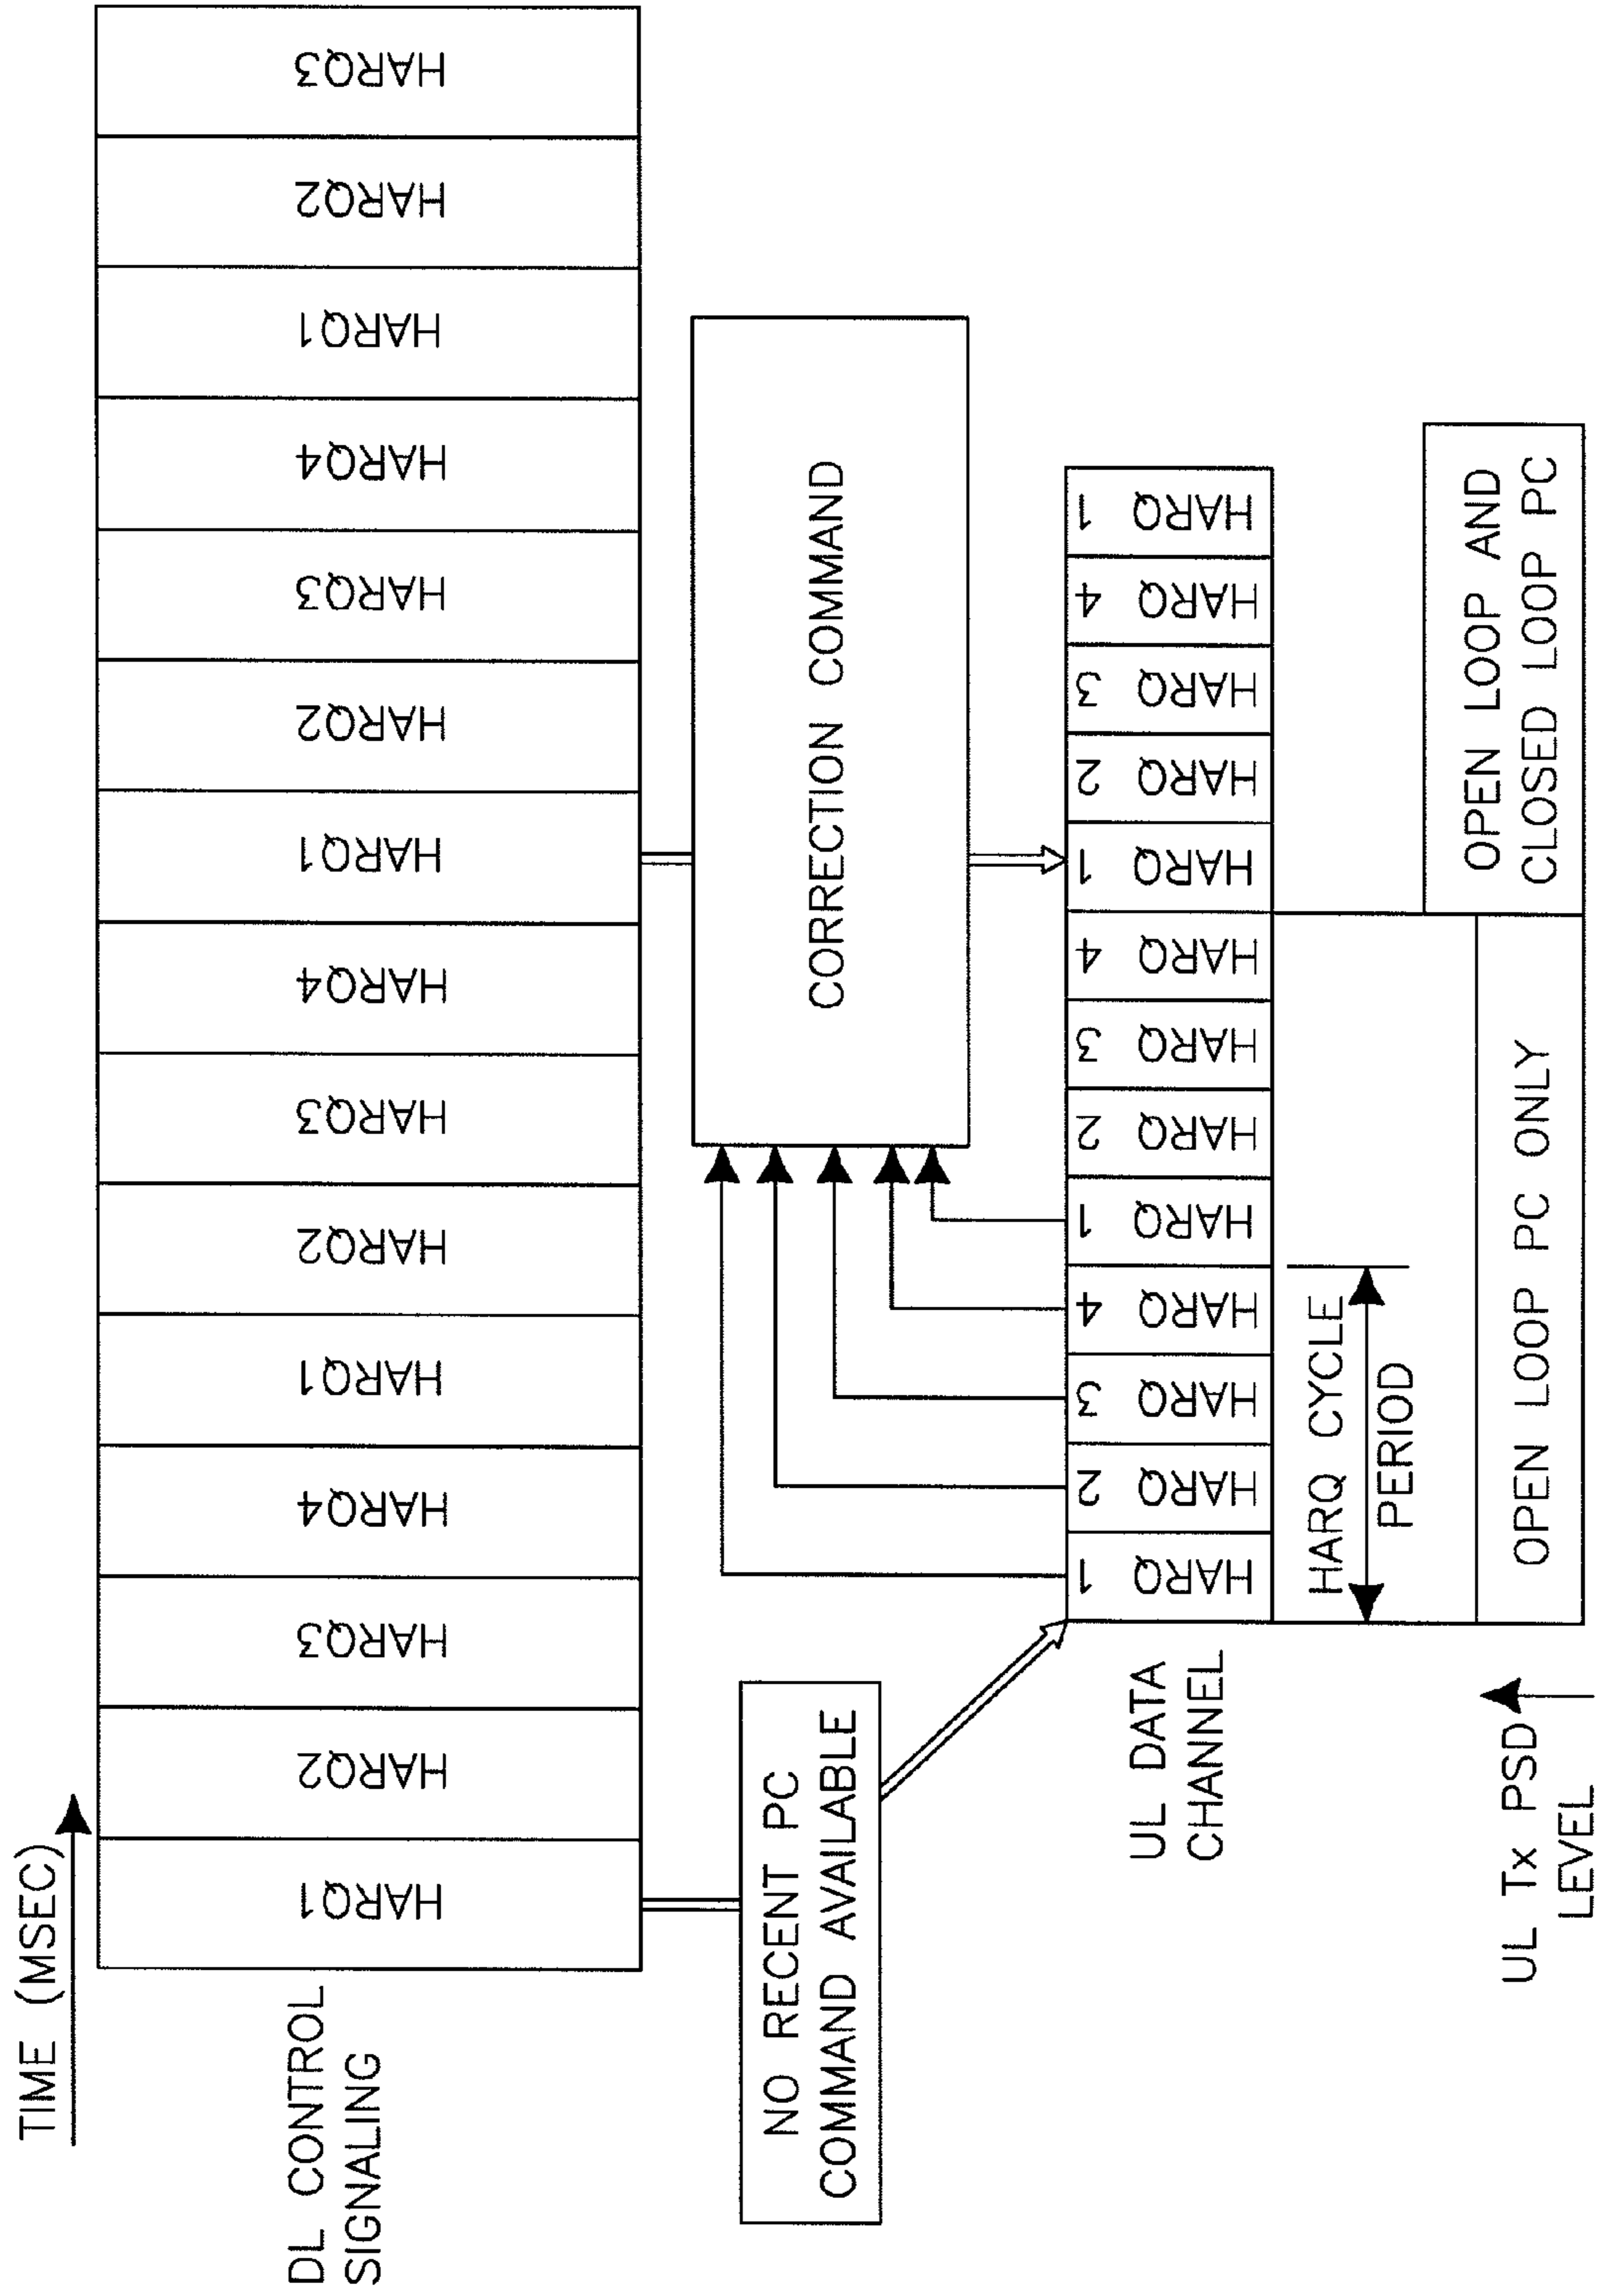 TIME (MSEC)
DL CONTROL
SIGNALING
HARQ1
HARQ2
HARQ3
HARQ4
HARQ1
HARQ2
HARQ3
HARQ4
HARQ1
HARQ2
HARQ3
HARQ4
HARQ1
HARQ2
HARQ3
NO RECENT PC
COMMAND AVAILABLE
CORRECTION COMMAND
UL DATA
CHANNEL
HARQ 1
HARQ 2
HARQ 3
HARQ 4
HARQ 1
HARQ 2
HARQ 3
HARQ 4
HARQ 1
HARQ 2
HARQ 3
HARQ 4
HARQ 1
HARQ CYCLE
PERIOD
UL Tx PSD
LEVEL
OPEN LOOP PC ONLY
OPEN LOOP AND
CLOSED LOOP PC